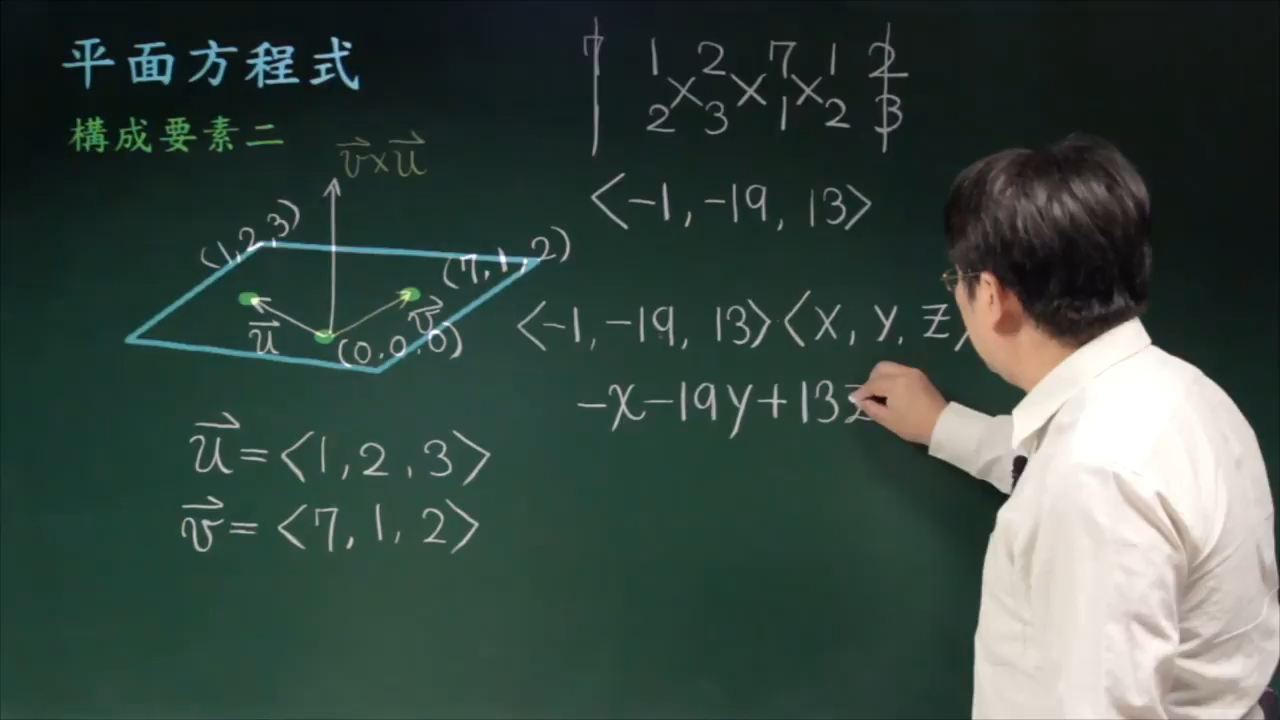 平面方程式
構成要素二
v×u
(1,2,3)
(7,1,2)
u
v
(0,0,0)
u=<1,2,3>
v=<7,1,2>
7 1 2 7 1 2
× × ×
2 3 1 2 3
<-1,-19,13>
<-1,-19,13><x,y,z>
-x-19y+13z